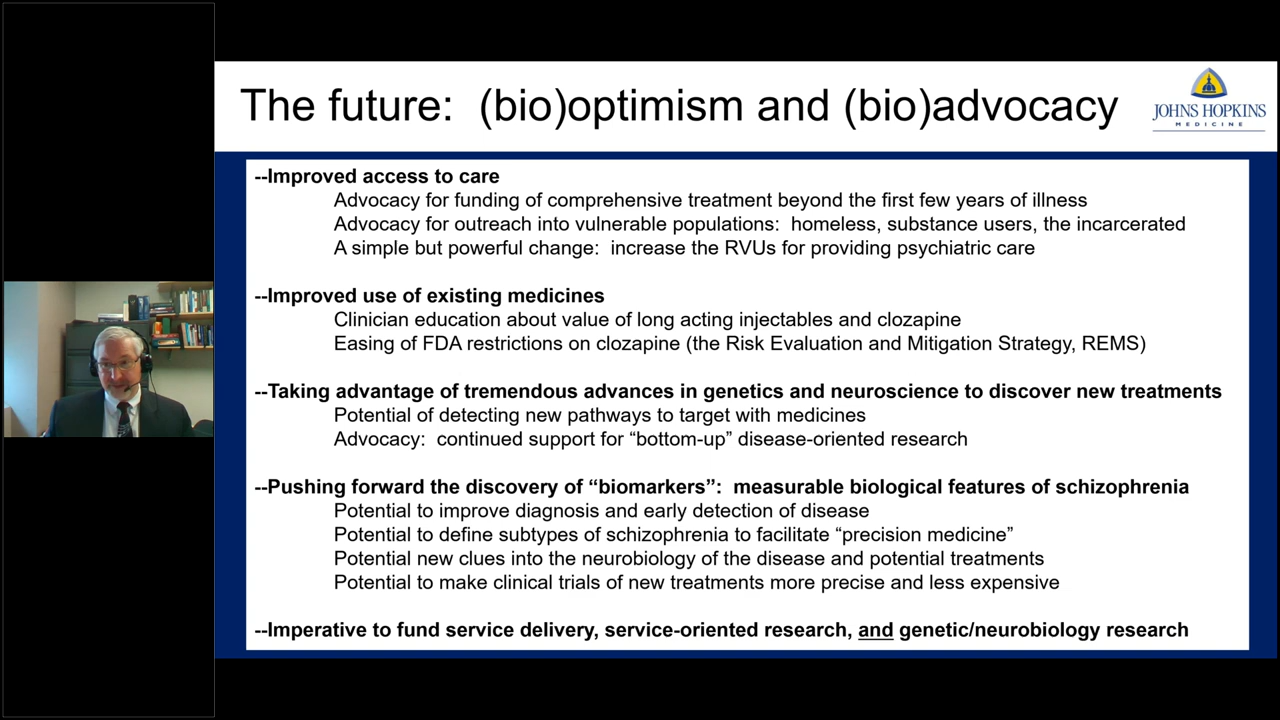 The future:  (bio)optimism and (bio)advocacy
JOHNS HOPKINS
MEDICINE
--Improved access to care
Advocacy for funding of comprehensive treatment beyond the first few years of illness
Advocacy for outreach into vulnerable populations:  homeless, substance users, the incarcerated
A simple but powerful change:  increase the RVUs for providing psychiatric care
--Improved use of existing medicines
Clinician education about value of long acting injectables and clozapine
Easing of FDA restrictions on clozapine (the Risk Evaluation and Mitigation Strategy, REMS)
--Taking advantage of tremendous advances in genetics and neuroscience to discover new treatments
Potential of detecting new pathways to target with medicines
Advocacy:  continued support for “bottom-up” disease-oriented research
--Pushing forward the discovery of “biomarkers”:  measurable biological features of schizophrenia
Potential to improve diagnosis and early detection of disease
Potential to define subtypes of schizophrenia to facilitate “precision medicine”
Potential new clues into the neurobiology of the disease and potential treatments
Potential to make clinical trials of new treatments more precise and less expensive
--Imperative to fund service delivery, service-oriented research, and genetic/neurobiology research